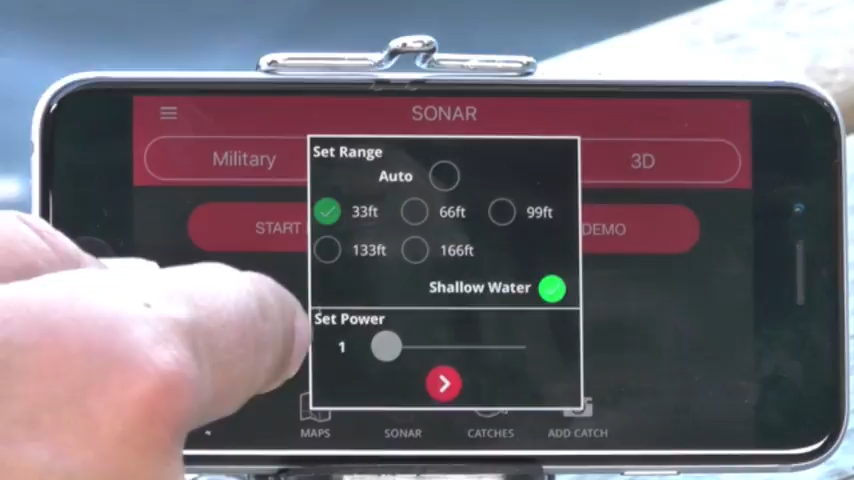 SONAR
Military
3D
Set Range
Auto
33ft 66ft 99ft
133ft 166ft
START
DEMO
Shallow Water
Set Power
1
MAPS SONAR CATCHES ADD CATCH